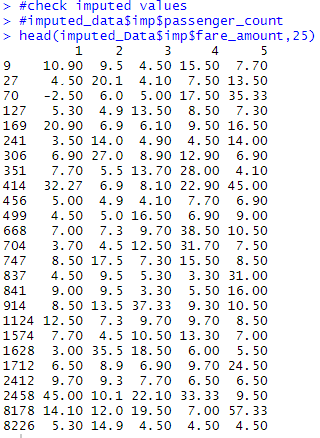 > #check imputed values
> #imputed_data$imp$passenger_count
> head(imputed_Data$imp$fare_amount,25)
1 2 3 4 5
9 10.90 9.5 4.50 15.50 7.70
27 4.50 20.1 4.10 7.50 13.50
70 -2.50 6.0 5.00 17.50 35.33
127 5.30 4.9 13.50 8.50 7.30
169 20.90 6.9 6.10 9.50 16.50
241 3.50 14.0 4.90 4.50 14.00
306 6.90 27.0 8.90 12.90 6.90
351 7.70 5.5 13.70 28.00 4.10
414 32.27 6.9 8.10 22.90 45.00
456 5.00 4.9 4.10 7.70 6.90
499 4.50 5.0 16.50 6.90 9.00
668 7.00 7.3 9.70 38.50 10.50
704 3.70 4.5 12.50 31.70 7.50
747 8.50 17.5 7.30 15.50 8.50
837 4.50 9.5 5.30 3.30 31.00
841 9.00 9.5 3.30 5.50 16.00
914 8.50 13.5 37.33 9.30 10.50
1124 12.50 7.3 9.70 9.70 8.50
1574 7.70 4.5 10.50 13.30 7.00
1628 3.00 35.5 18.50 6.00 5.50
1712 6.50 8.9 6.90 9.70 24.50
2412 9.70 9.3 7.70 6.50 6.50
2458 45.00 10.1 22.10 33.33 9.50
8178 14.10 12.0 19.50 7.00 57.33
8226 5.30 14.9 4.50 4.50 4.50